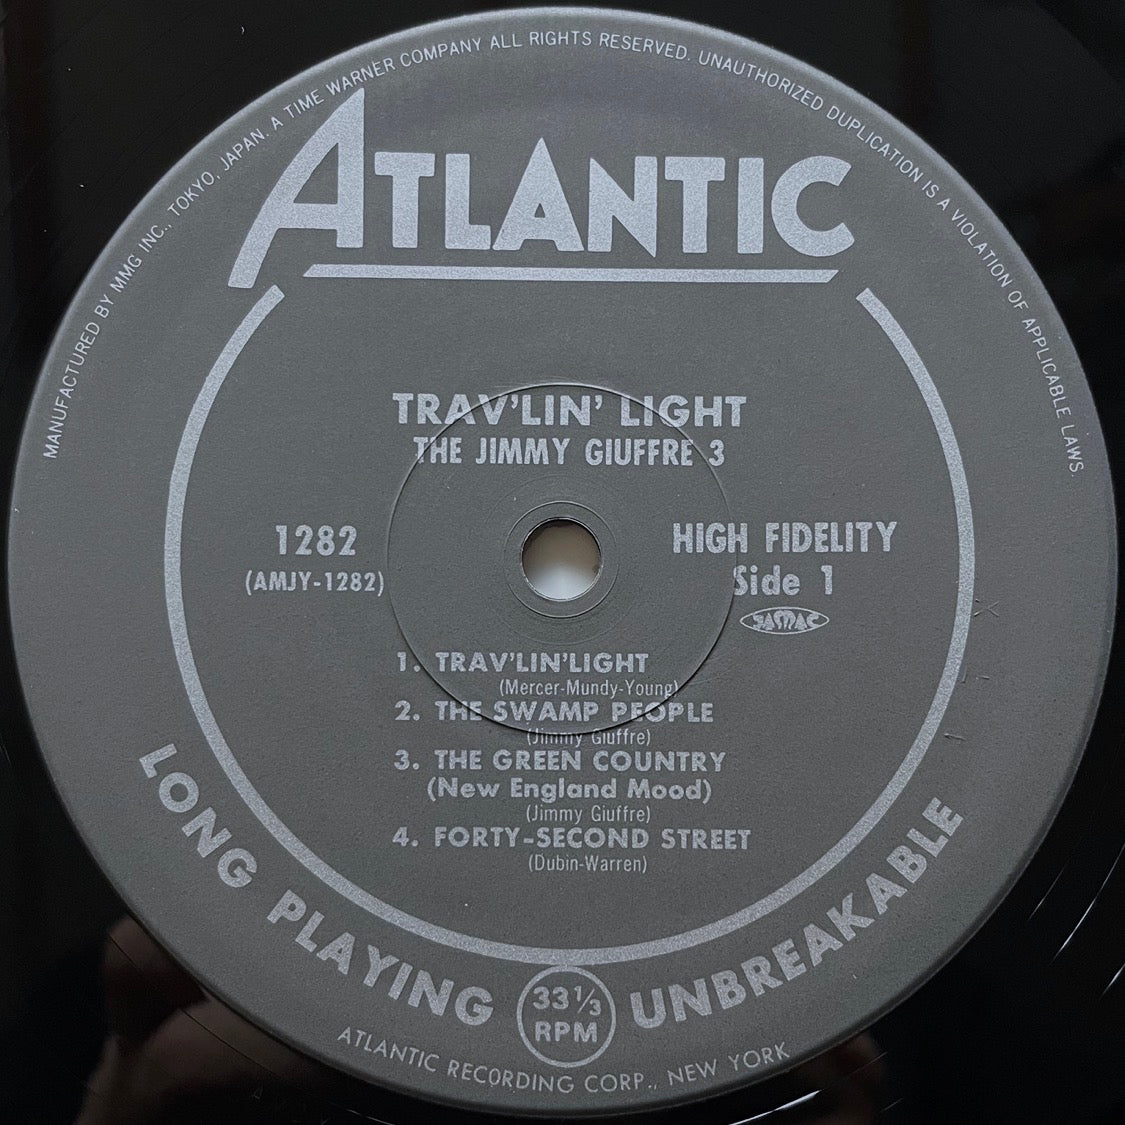 MANUFACTURED BY MMG INC., TOKYO, JAPAN. A TIME WARNER COMPANY ALL RIGHTS RESERVED. UNAUTHORIZED DUPLICATION IS A VIOLATION OF APPLICABLE LAWS.
ATLANTIC
TRAV'LIN' LIGHT
THE JIMMY GIUFFRE 3
1282
(AMJY-1282)
HIGH FIDELITY
Side 1
JASRAC
1. TRAV'LIN'LIGHT
(Mercer-Mundy-Young)
2. THE SWAMP PEOPLE
(Jimmy Giuffre)
3. THE GREEN COUNTRY
(New England Mood)
(Jimmy Giuffre)
4. FORTY-SECOND STREET
(Dubin-Warren)
LONG PLAYING
33 1/3
RPM
UNBREAKABLE
ATLANTIC RECORDING CORP., NEW YORK